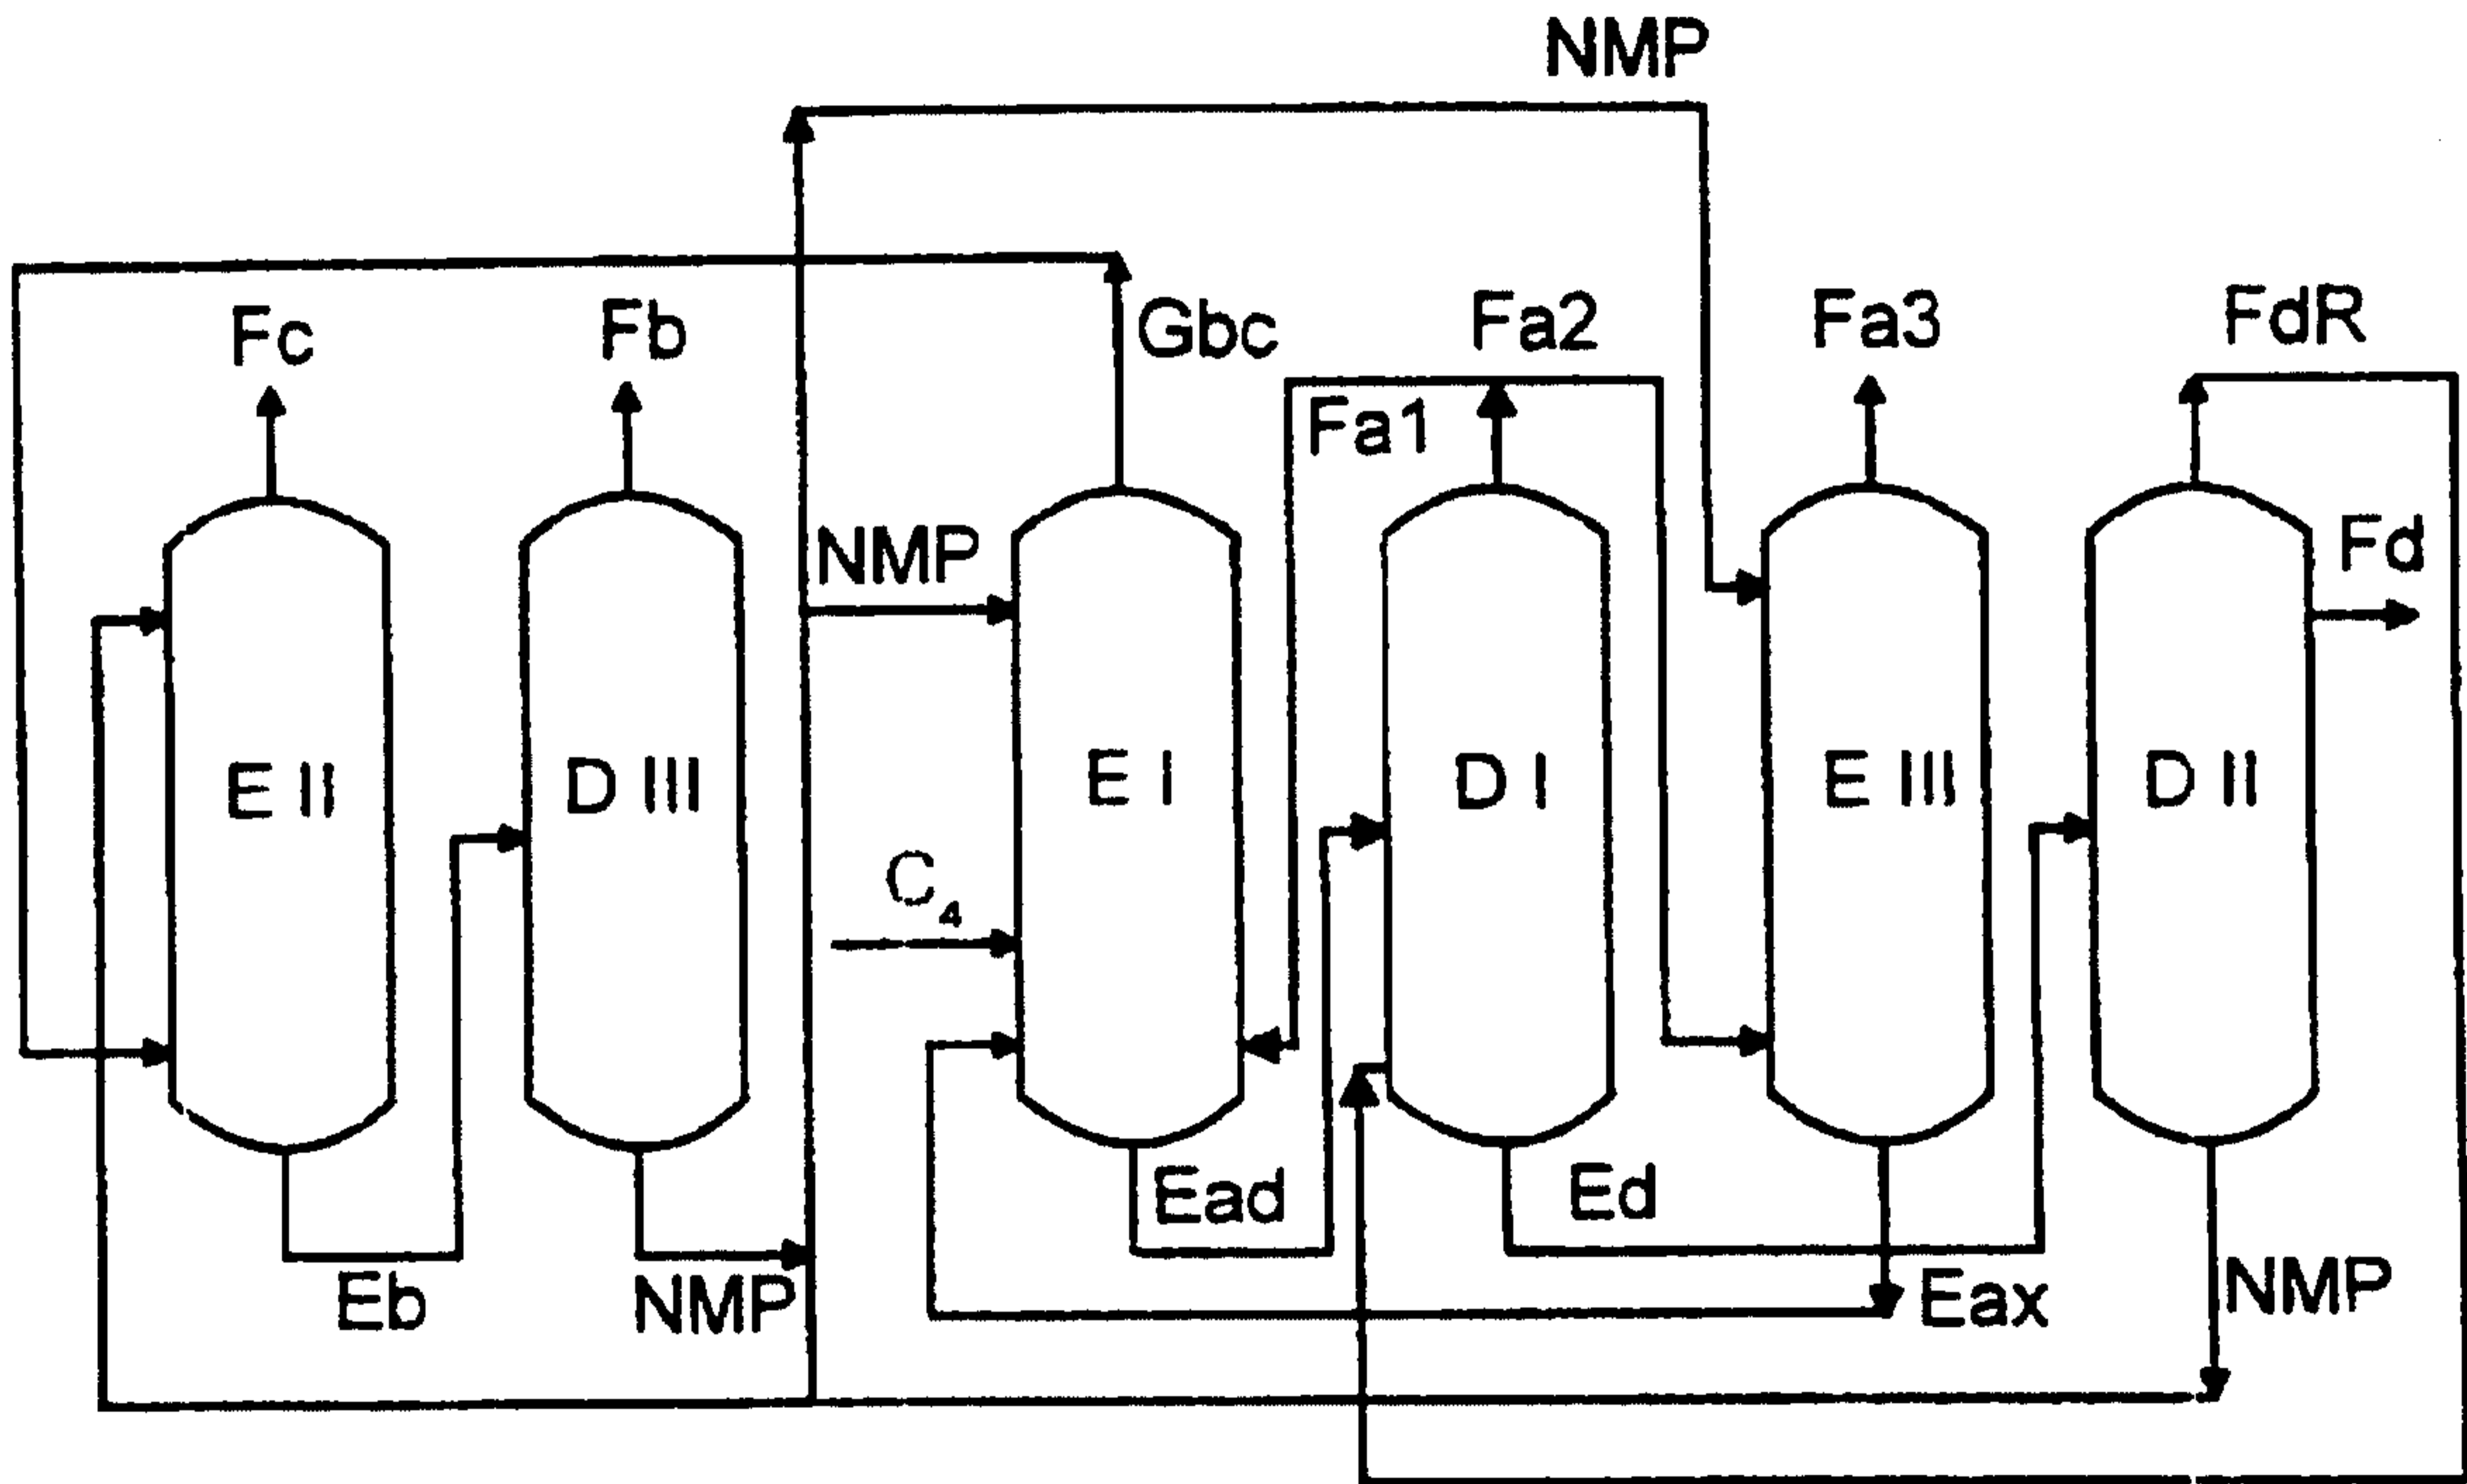 NMP
Fc
Fb
Gbc
Fa2
Fa3
FdR
Fa1
NMP
Fd
E II
D III
E I
D I
E III
D II
C₄
Ead
Ed
Eb
NMP
Eax
NMP